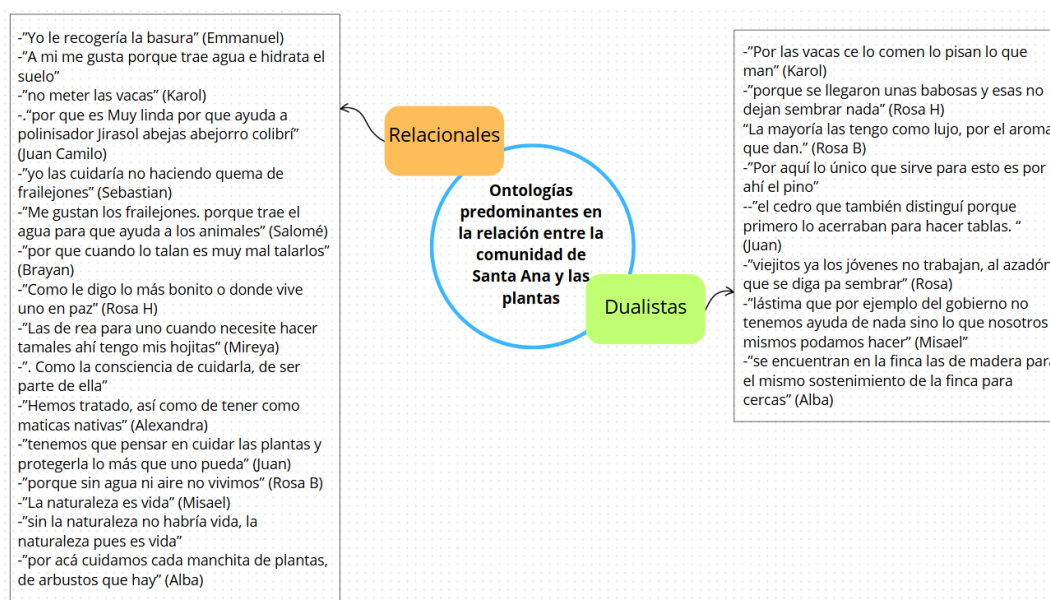 -"Yo le recogería la basura" (Emmanuel)
-"A mi me gusta porque trae agua e hidrata el
suelo"
-"no meter las vacas" (Karol)
-.“por que es Muy linda por que ayuda a
polinisador Jirasol abejas abejorro colibrí”
(Juan Camilo)
-"yo las cuidaría no haciendo quema de
frailejones” (Sebastian)
-"Me gustan los frailejones. porque trae el
agua para que ayuda a los animales” (Salomé)
-"por que cuando lo talan es muy mal talarlos”
(Brayan)
-"Como le digo lo más bonito o donde vive
uno en paz” (Rosa H)
-"Las de rea para uno cuando necesite hacer
tamales ahí tengo mis hojitas” (Mireya)
-”. Como la consciencia de cuidarla, de ser
parte de ella”
-"Hemos tratado, así como de tener como
maticas nativas” (Alexandra)
-"tenemos que pensar en cuidar las plantas y
protegerla lo más que uno pueda” (Juan)
-"porque sin agua ni aire no vivimos” (Rosa B)
-"La naturaleza es vida” (Misael)
-"sin la naturaleza no habría vida, la
naturaleza pues es vida”
-"por acá cuidamos cada manchita de plantas,
de arbustos que hay” (Alba)
Relacionales
Ontologías
predominantes en
la relación entre la
comunidad de
Santa Ana y las
plantas
Dualistas
-"Por las vacas ce lo comen lo pisan lo que
man” (Karol)
-"porque se llegaron unas babosas y esas no
dejan sembrar nada” (Rosa H)
“La mayoría las tengo como lujo, por el aroma
que dan.” (Rosa B)
-"Por aquí lo único que sirve para esto es por
ahí el pino”
--”el cedro que también distinguí porque
primero lo acerraban para hacer tablas. “
(Juan)
-"viejitos ya los jóvenes no trabajan, al azadón
que se diga pa sembrar” (Rosa)
-"lástima que por ejemplo del gobierno no
tenemos ayuda de nada sino lo que nosotros
mismos podamos hacer” (Misael”
-"se encuentran en la finca las de madera para
el mismo sostenimiento de la finca para
cercas” (Alba)